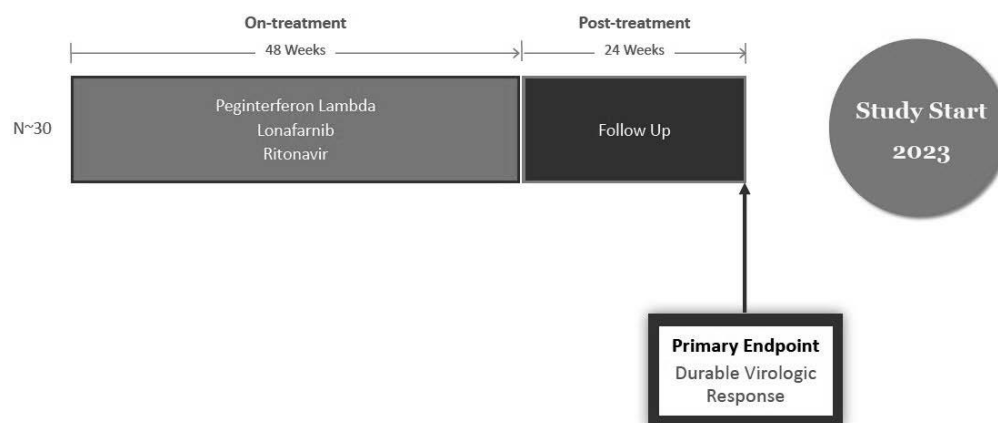 On-treatment
Post-treatment
48 Weeks
24 Weeks
N~30
Peginterferon Lambda
Lonafarnib
Ritonavir
Follow Up
Study Start
2023
Primary Endpoint
Durable Virologic
Response